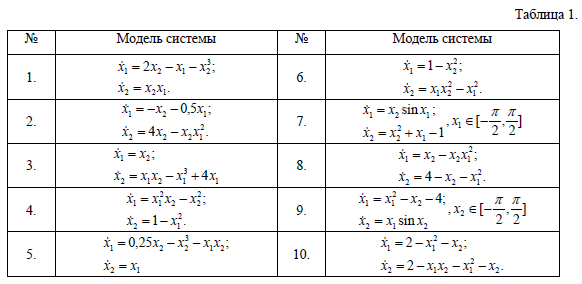 Таблица 1.
№ Модель системы № Модель системы
1. ẋ₁ = 2x₂ − x₁ − x₂³; ẋ₂ = x₂x₁. 6. ẋ₁ = 1 − x₂²; ẋ₂ = x₁x₂² − x₁².
2. ẋ₁ = −x₂ − 0,5x₁; ẋ₂ = 4x₂ − x₂x₁². 7. ẋ₁ = x₂ sin x₁; ẋ₂ = x₂² + x₁ − 1 , x₁ ∈ [−π/2, π/2]
3. ẋ₁ = x₂; ẋ₂ = x₁x₂ − x₁³ + 4x₁ 8. ẋ₁ = x₂ − x₂x₁²; ẋ₂ = 4 − x₂ − x₁².
4. ẋ₁ = x₁²x₂ − x₂²; ẋ₂ = 1 − x₁². 9. ẋ₁ = x₁² − x₂ − 4; ẋ₂ = x₁ sin x₂ , x₂ ∈ [−π/2, π/2]
5. ẋ₁ = 0,25x₂ − x₂³ − x₁x₂; ẋ₂ = x₁ 10. ẋ₁ = 2 − x₁² − x₂; ẋ₂ = 2 − x₁x₂ − x₁² − x₂.